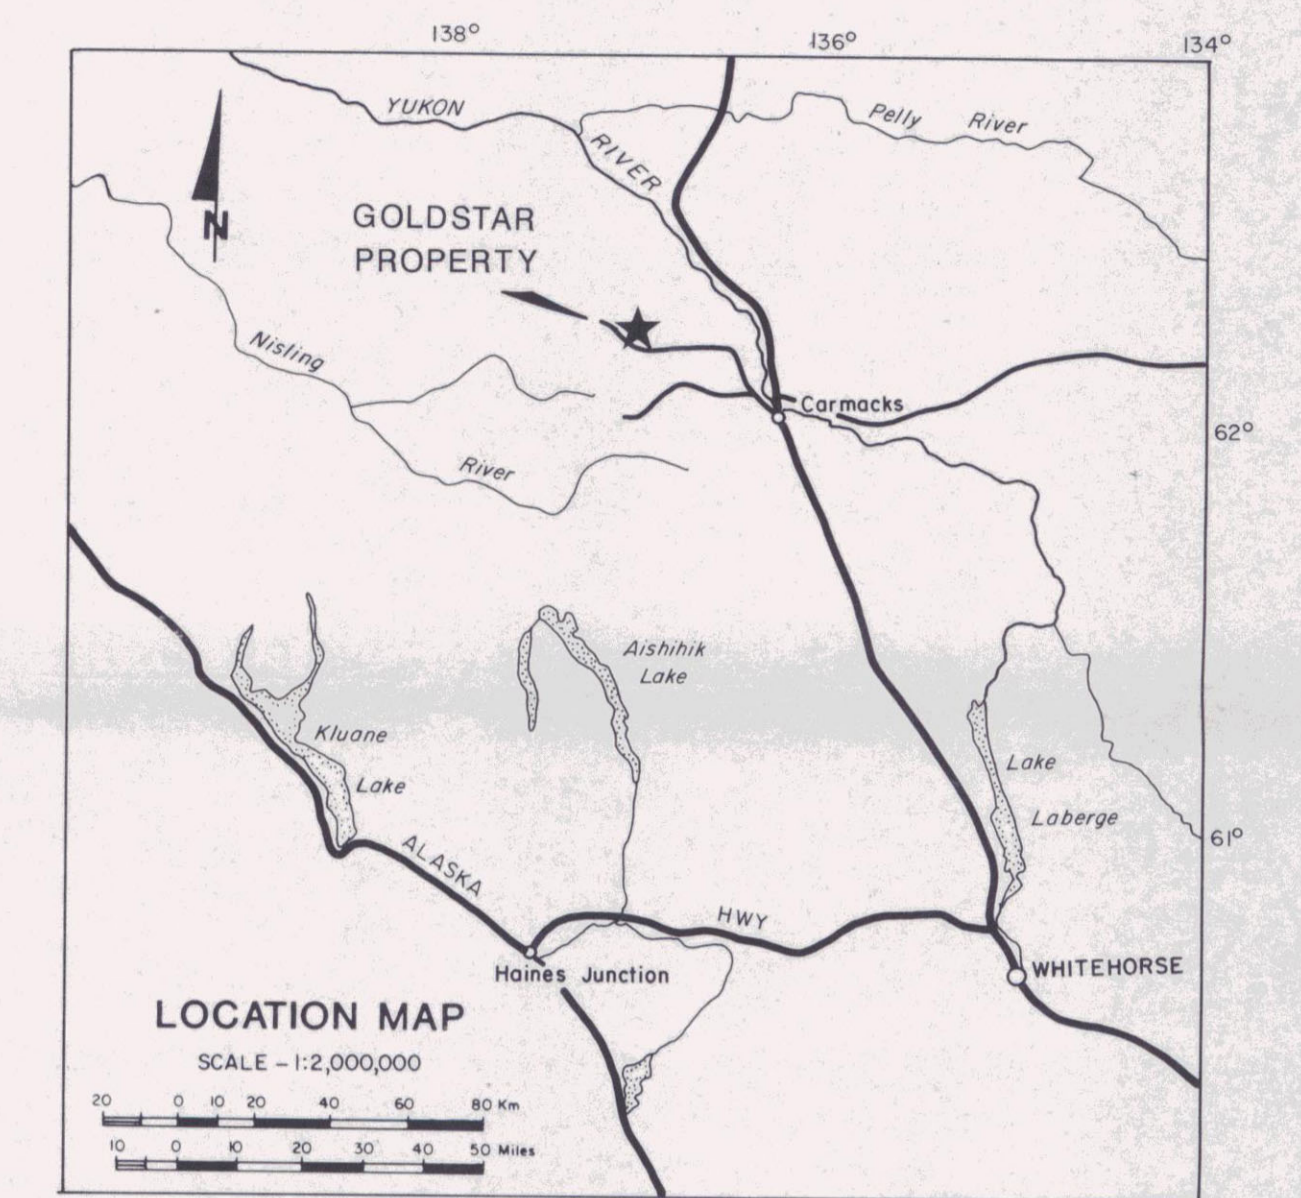 138° 136° 134°
YUKON
RIVER
Pelly River
N
GOLDSTAR
PROPERTY
Nisling
River
Carmacks
62°
Aishihik
Lake
Kluane
Lake
Lake
Laberge
61°
ALASKA
HWY
Haines Junction
WHITEHORSE
LOCATION MAP
SCALE – 1:2,000,000
20 0 10 20 40 60 80 Km
10 0 10 20 30 40 50 Miles